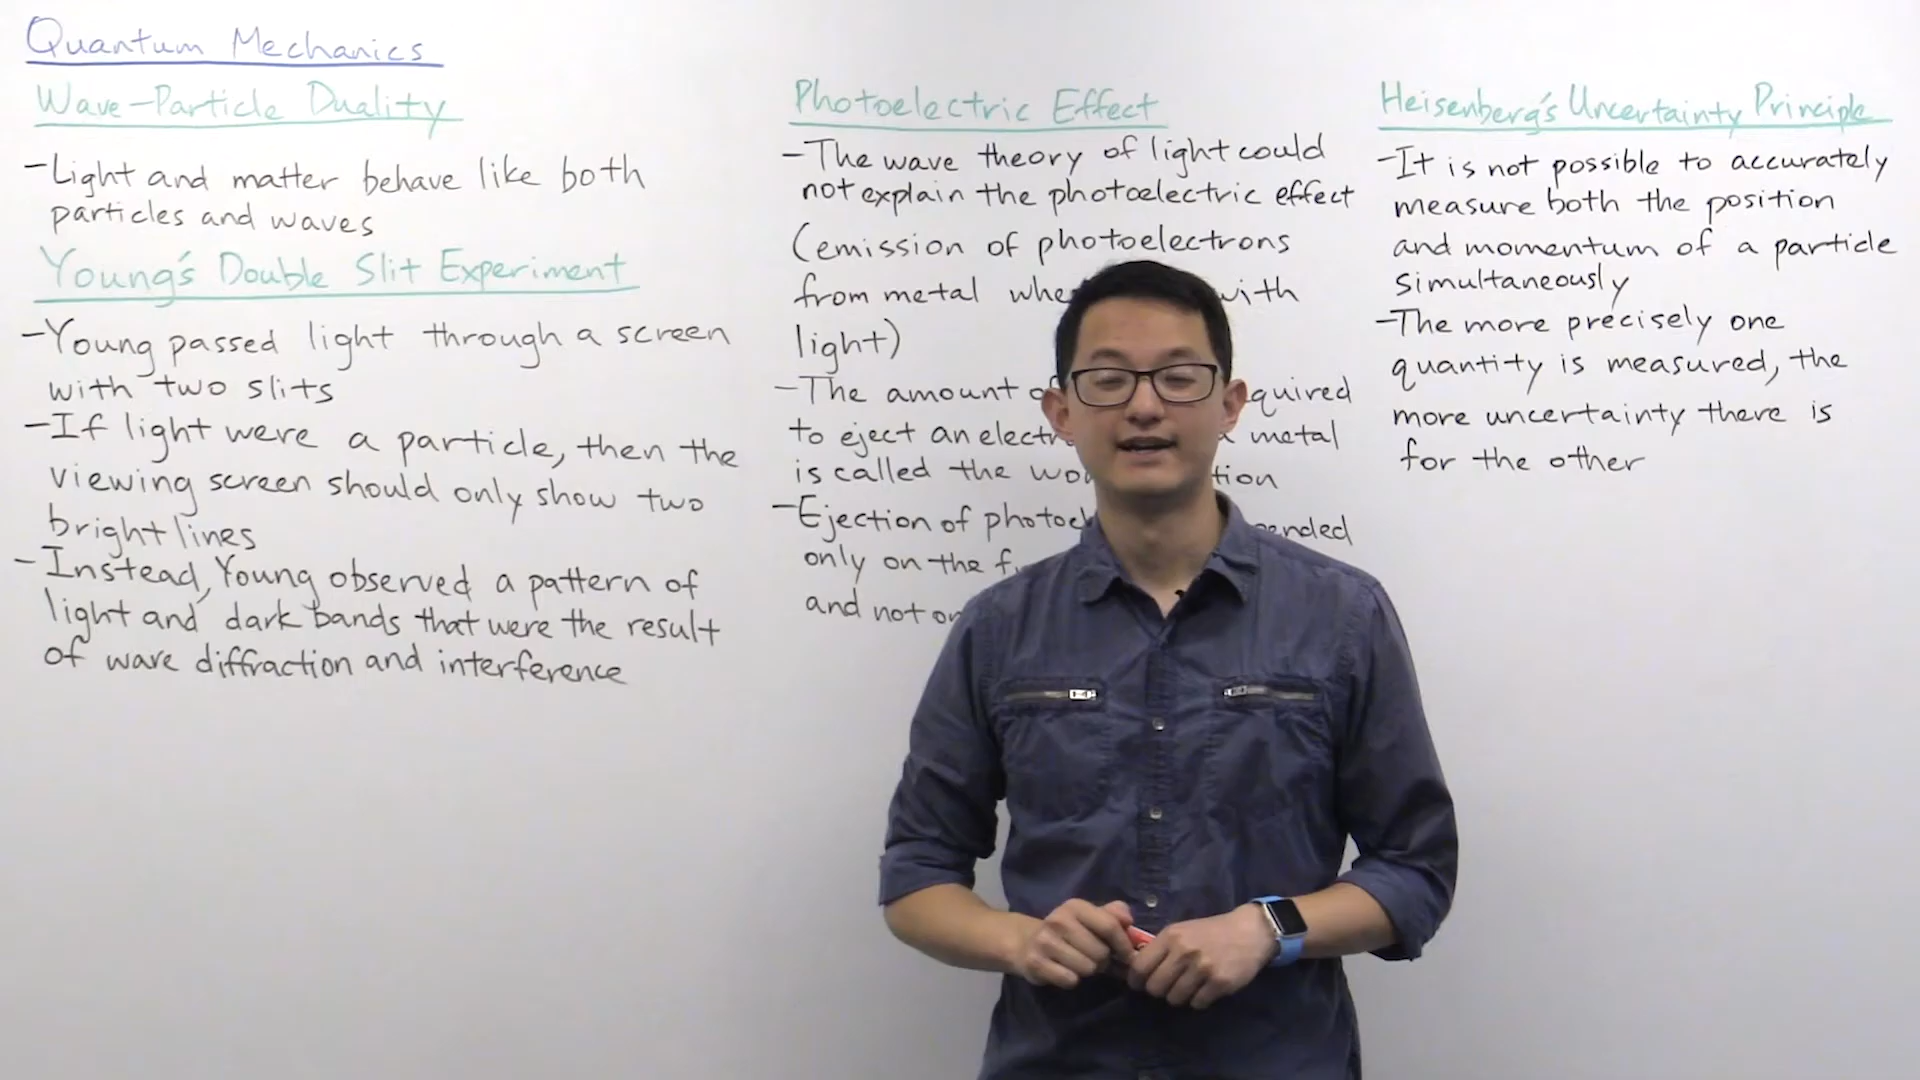 Quantum Mechanics
Wave-Particle Duality
-Light and matter behave like both
particles and waves
Young's Double Slit Experiment
-Young passed light through a screen
with two slits
-If light were a particle, then the
viewing screen should only show two
bright lines
-Instead, Young observed a pattern of
light and dark bands that were the result
of wave diffraction and interference
Photoelectric Effect
-The wave theory of light could
not explain the photoelectric effect
(emission of photoelectrons
from metal with
light)
-The amount
to eject an metal
is called the
-Ejection of
only on the
and not
Heisenberg's Uncertainty Principle
-It is not possible to accurately
measure both the position
and momentum of a particle
simultaneously
-The more precisely one
quantity is measured, the
more uncertainty there is
for the other